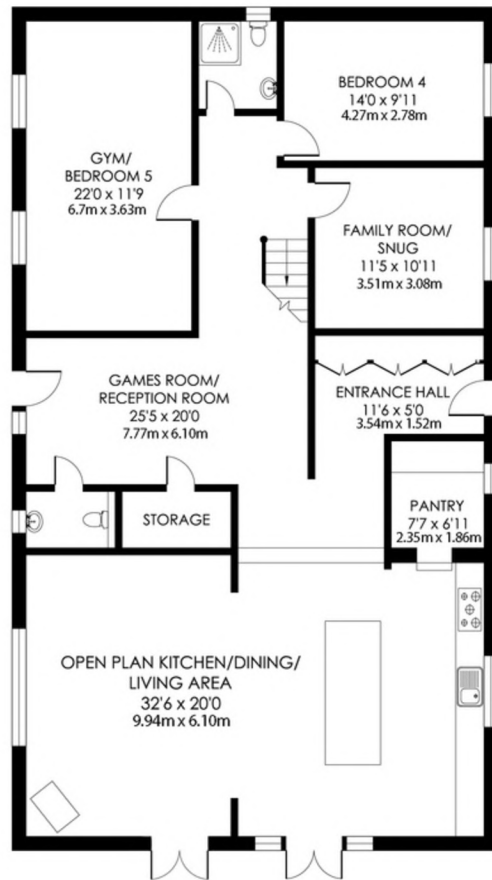 BEDROOM 4
14'0 x 9'11
4.27m x 2.78m
GYM/
BEDROOM 5
22'0 x 11'9
6.7m x 3.63m
FAMILY ROOM/
SNUG
11'5 x 10'11
3.51m x 3.08m
GAMES ROOM/
RECEPTION ROOM
25'5 x 20'0
7.77m x 6.10m
ENTRANCE HALL
11'6 x 5'0
3.54m x 1.52m
PANTRY
7'7 x 6'11
2.35m x 1.86m
STORAGE
OPEN PLAN KITCHEN/DINING/
LIVING AREA
32'6 x 20'0
9.94m x 6.10m